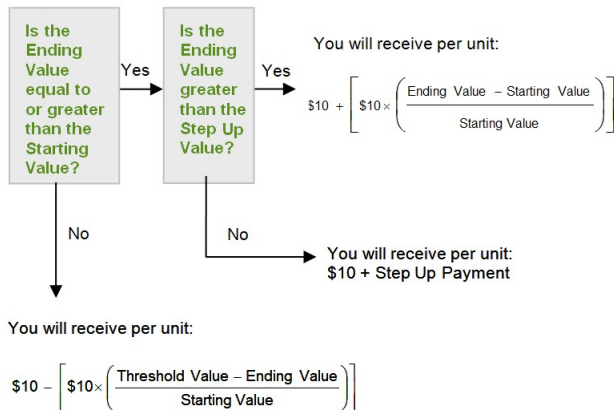 Is the
Ending
Value
equal to
or greater
than the
Starting
Value?
Yes
Is the
Ending
Value
greater
than the
Step Up
Value?
Yes
You will receive per unit:
$10 + [ $10 × ( Ending Value – Starting Value
Starting Value ) ]
No
No
You will receive per unit:
$10 + Step Up Payment
You will receive per unit:
$10 – [ $10× ( Threshold Value – Ending Value
Starting Value ) ]